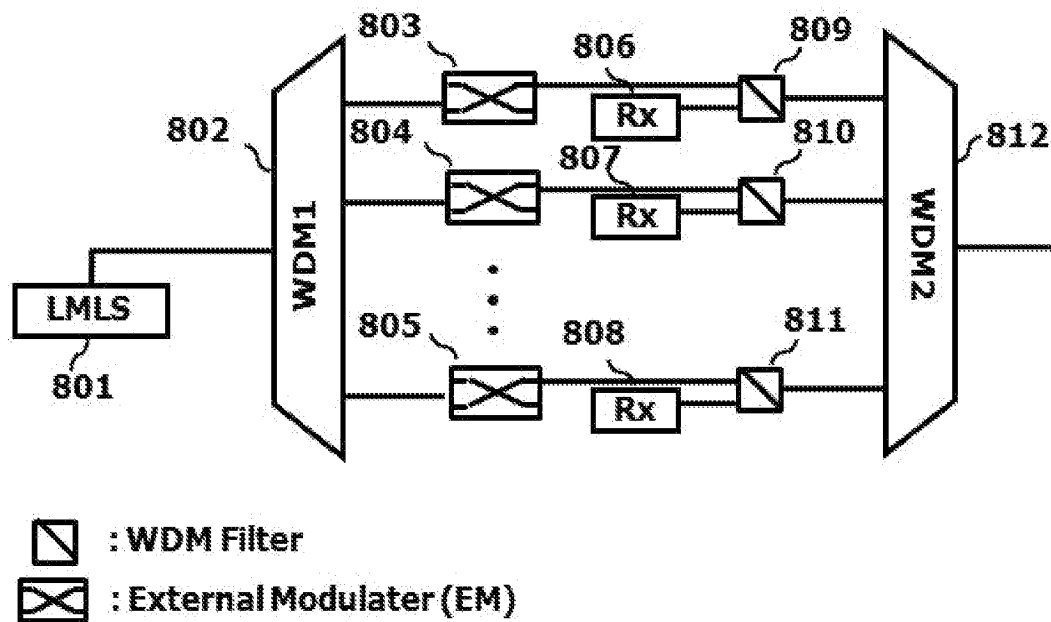 803
806
809
Rx
802
804
807
810
812
Rx
WDM1
WDM2
LMLS
801
805
808
811
Rx
: WDM Filter
: External Modulater (EM)